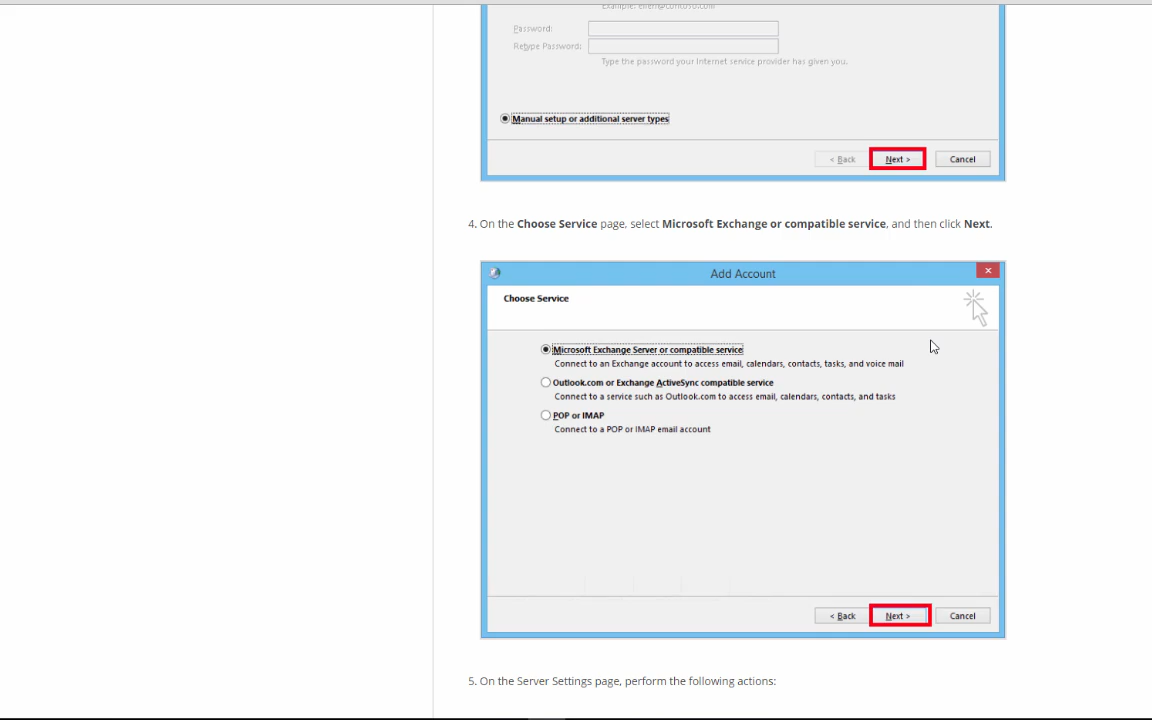 Example: ellen@contoso.com
Password:
Retype Password:
Type the password your Internet service provider has given you.
Manual setup or additional server types
< Back Next > Cancel
4. On the Choose Service page, select Microsoft Exchange or compatible service, and then click Next.
Add Account
Choose Service
Microsoft Exchange Server or compatible service
Connect to an Exchange account to access email, calendars, contacts, tasks, and voice mail
Outlook.com or Exchange ActiveSync compatible service
Connect to a service such as Outlook.com to access email, calendars, contacts, and tasks
POP or IMAP
Connect to a POP or IMAP email account
< Back Next > Cancel
5. On the Server Settings page, perform the following actions: